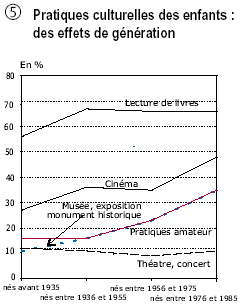 ⑤ Pratiques culturelles des enfants :
des effets de génération
En %
80
70
60
50
40
30
20
10
0
Lecture de livres
Cinéma
Musée, exposition
monument historique
Pratiques amateur
Théatre, concert
nés avant 1935
nés entre 1936 et 1955
nés entre 1956 et 1975
nés entre 1976 et 1985